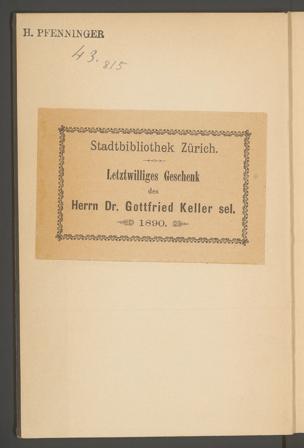 H. PFENNINGER
43.815
Stadtbibliothek Zürich.
Letztwilliges Geschenk
des
Herrn Dr. Gottfried Keller sel.
1890.